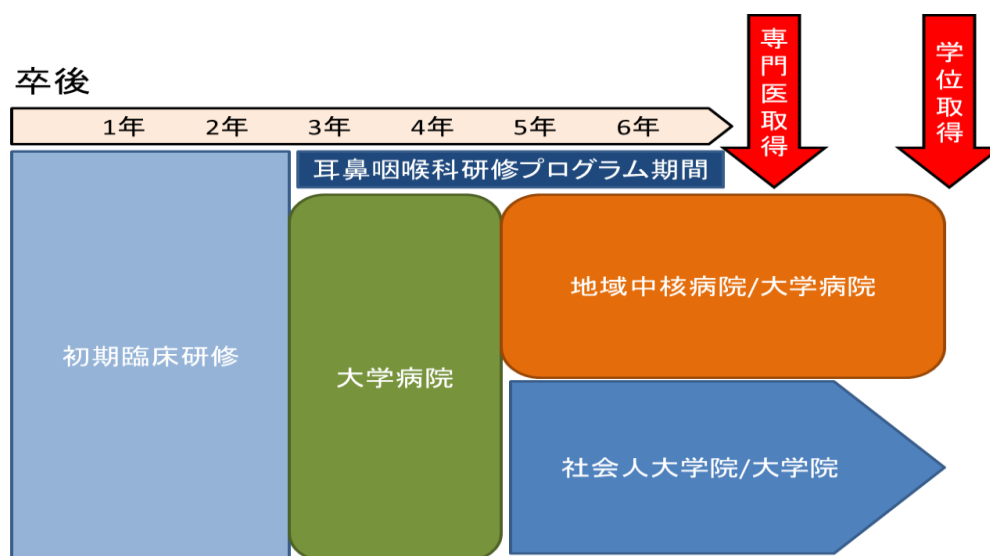 卒後
1年 2年 3年 4年 5年 6年
専門医取得
学位取得
耳鼻咽喉科研修プログラム期間
地域中核病院/大学病院
初期臨床研修
大学病院
社会人大学院/大学院